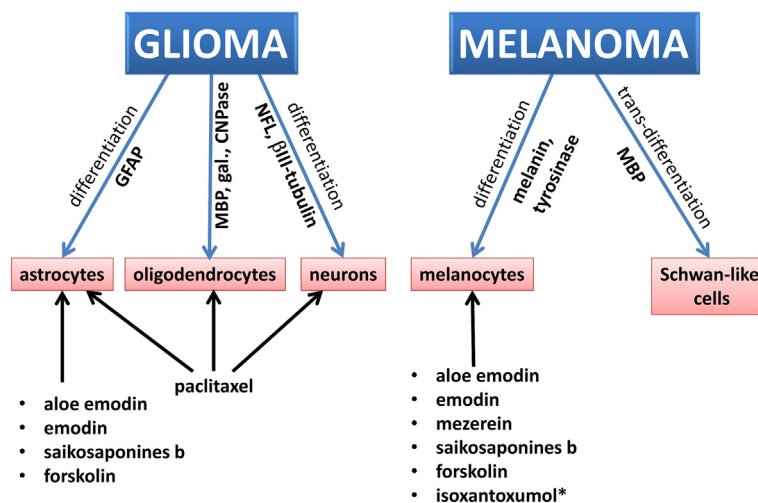 GLIOMA
MELANOMA
differentiation
GFAP
MBP, gal., CNPase
differentiation
NFL, βIII-tubulin
differentiation
melanin,
tyrosinase
trans-differentiation
MBP
astrocytes
oligodendrocytes
neurons
melanocytes
Schwan-like
cells
paclitaxel
• aloe emodin
• emodin
• saikosaponines b
• forskolin
• aloe emodin
• emodin
• mezerein
• saikosaponines b
• forskolin
• isoxantoxumol*